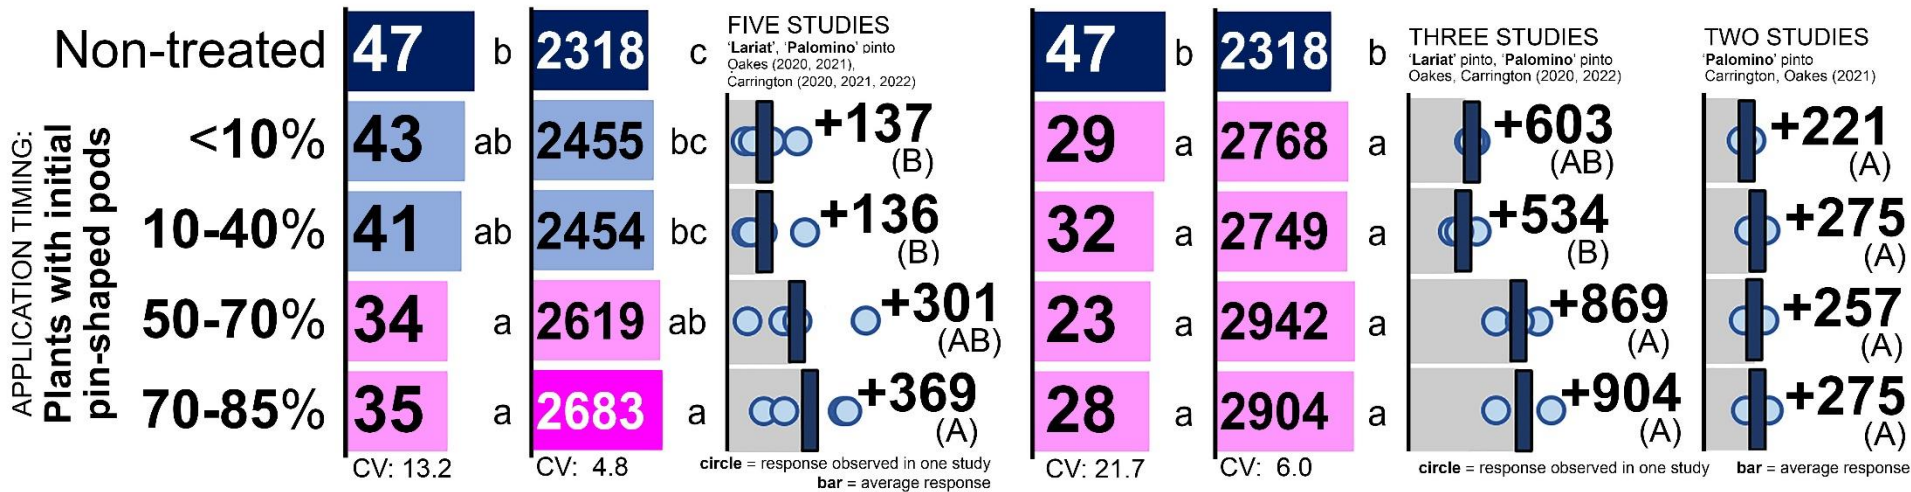 APPLICATION TIMING:
Plants with initial
pin-shaped pods
Non-treated
<10%
10-40%
50-70%
70-85%
47 b
43 ab
41 ab
34 a
35 a
CV: 13.2
2318 c
2455 bc
2454 bc
2619 ab
2683 a
CV: 4.8
FIVE STUDIES
'Lariat', 'Palomino' pinto
Oakes (2020, 2021),
Carrington (2020, 2021, 2022)
+137
(B)
+136
(B)
+301
(AB)
+369
(A)
circle = response observed in one study
bar = average response
47 b
29 a
32 a
23 a
28 a
CV: 21.7
2318 b
2768 a
2749 a
2942 a
2904 a
CV: 6.0
THREE STUDIES
'Lariat' pinto, 'Palomino' pinto
Oakes, Carrington (2020, 2022)
+603
(AB)
+534
(B)
+869
(A)
+904
(A)
TWO STUDIES
'Palomino' pinto
Carrington, Oakes (2021)
+221
(A)
+275
(A)
+257
(A)
+275
(A)
circle = response observed in one study
bar = average response